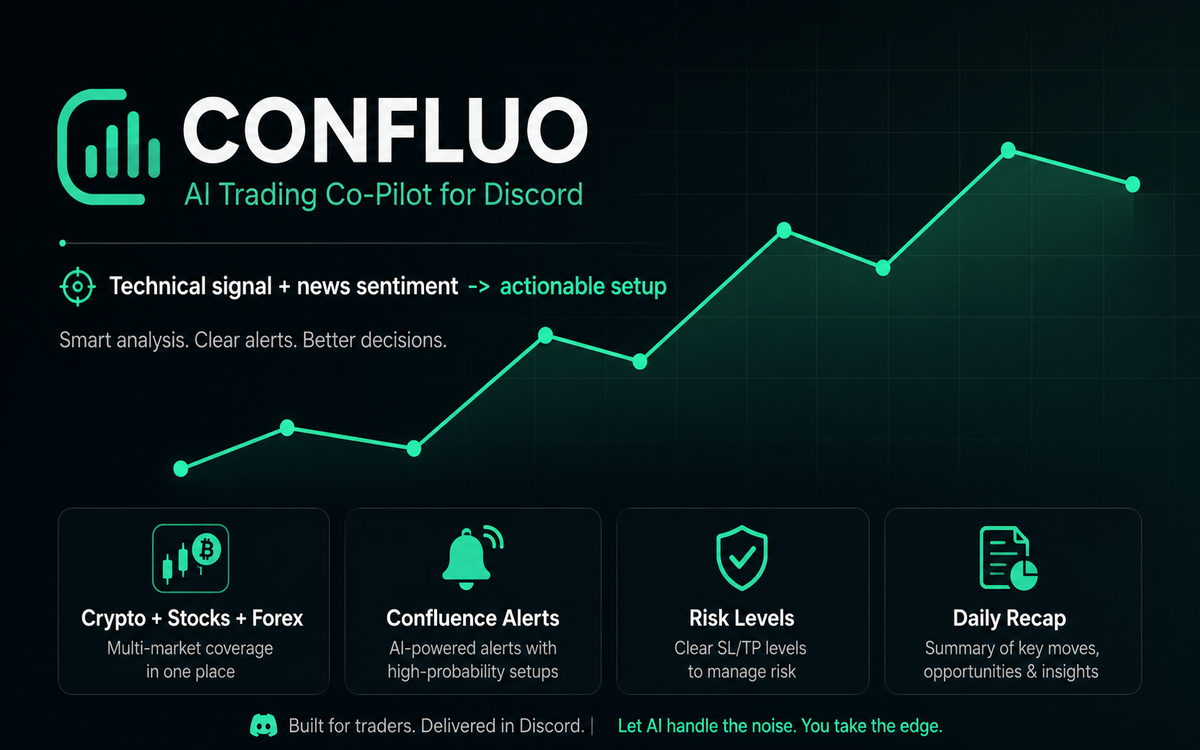 CONFLUO
AI Trading Co-Pilot for Discord
Technical signal + news sentiment -> actionable setup
Smart analysis. Clear alerts. Better decisions.
Crypto + Stocks + Forex
Multi-market coverage
in one place
Confluence Alerts
AI-powered alerts with
high-probability setups
Risk Levels
Clear SL/TP levels
to manage risk
Daily Recap
Summary of key moves,
opportunities & insights
Built for traders. Delivered in Discord. | Let AI handle the noise. You take the edge.